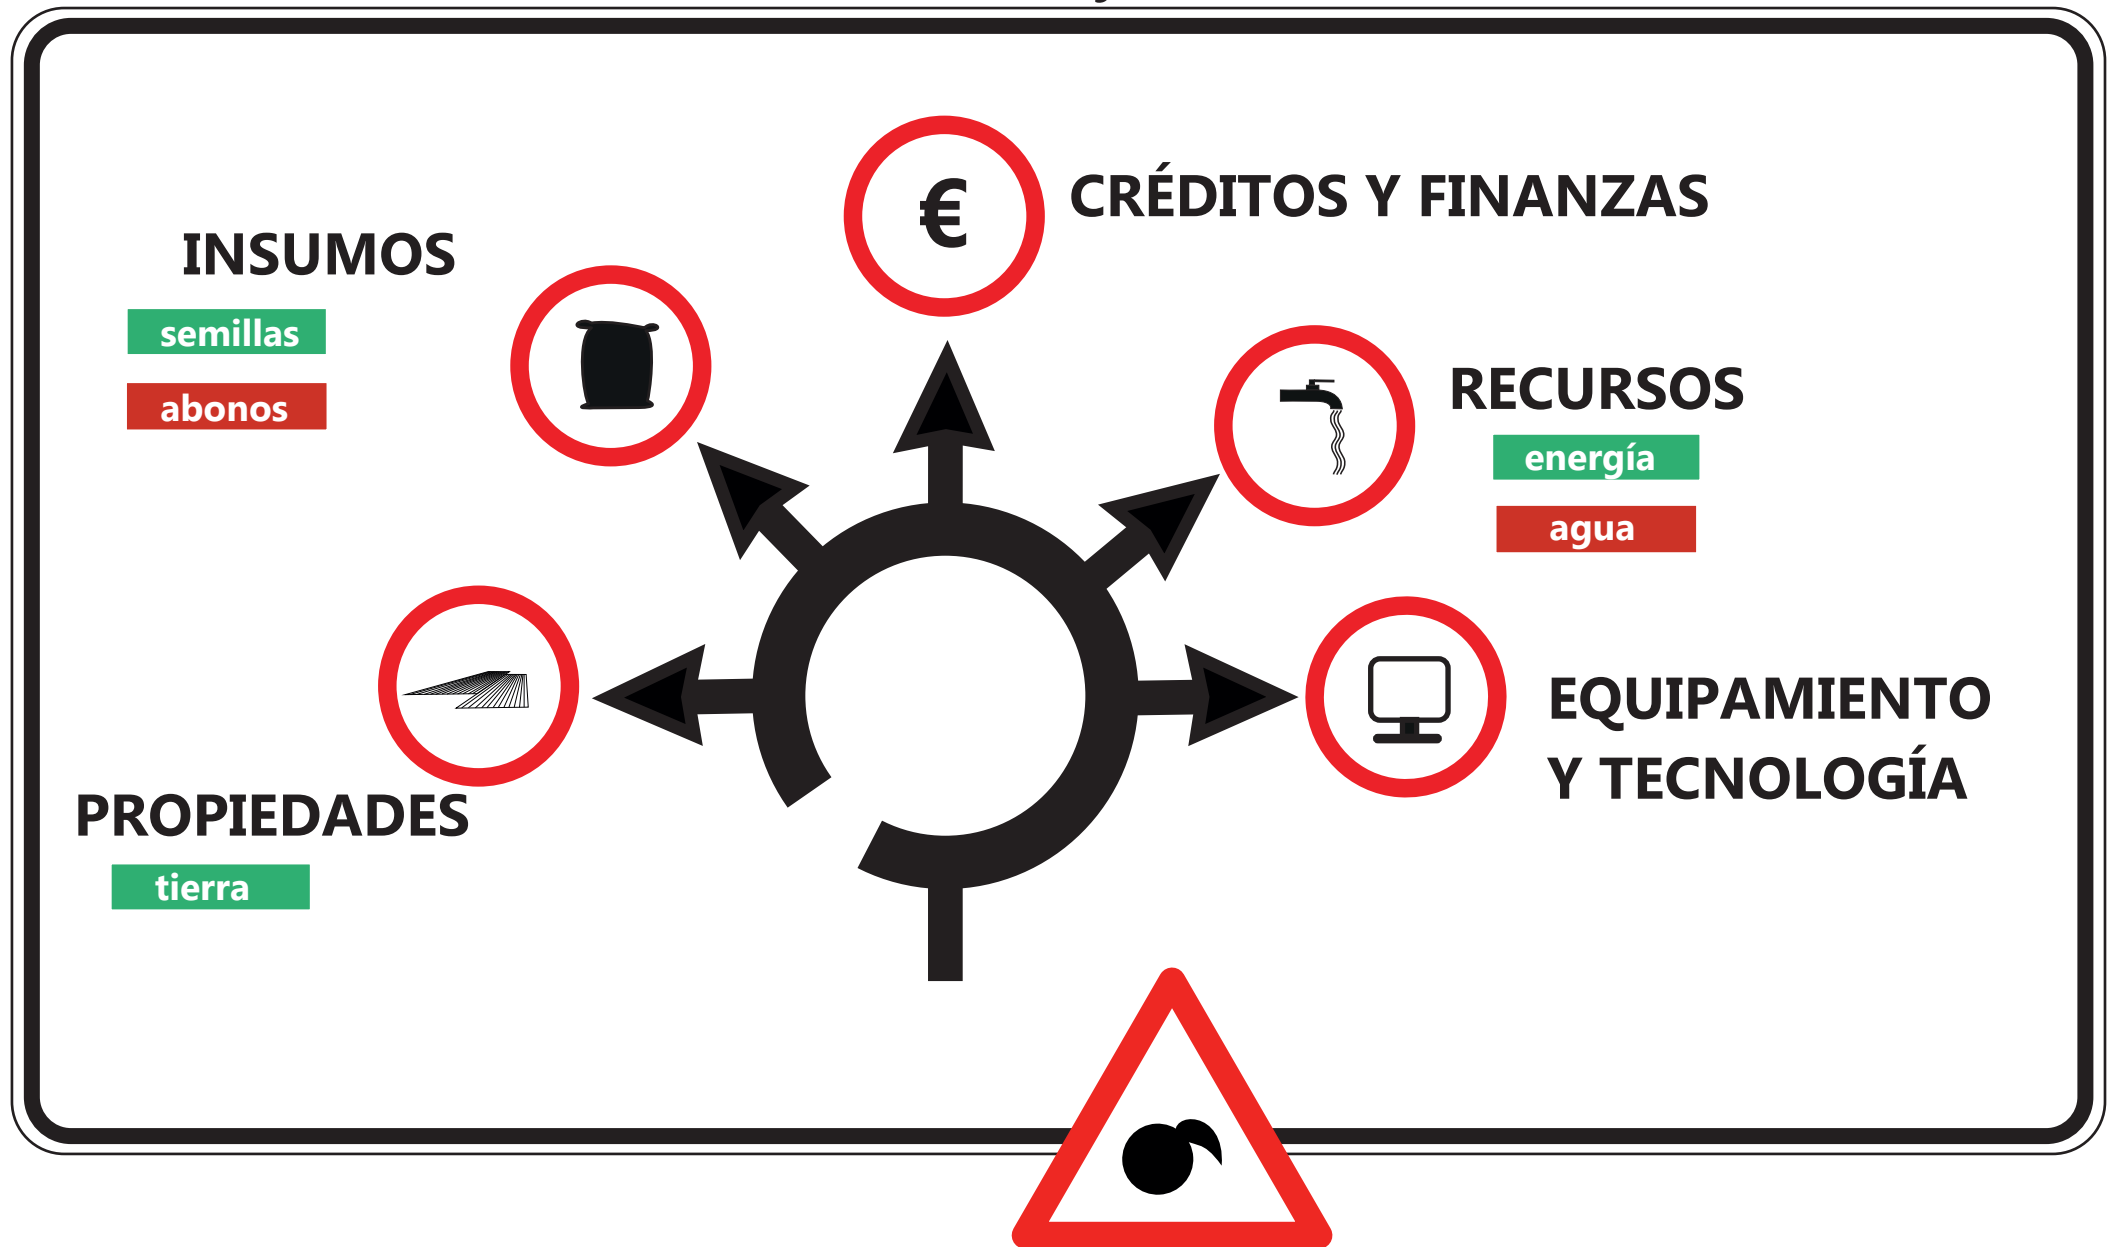 CRÉDITOS Y FINANZAS
€
INSUMOS
semillas
abonos
RECURSOS
energía
agua
EQUIPAMIENTO
Y TECNOLOGÍA
PROPIEDADES
tierra